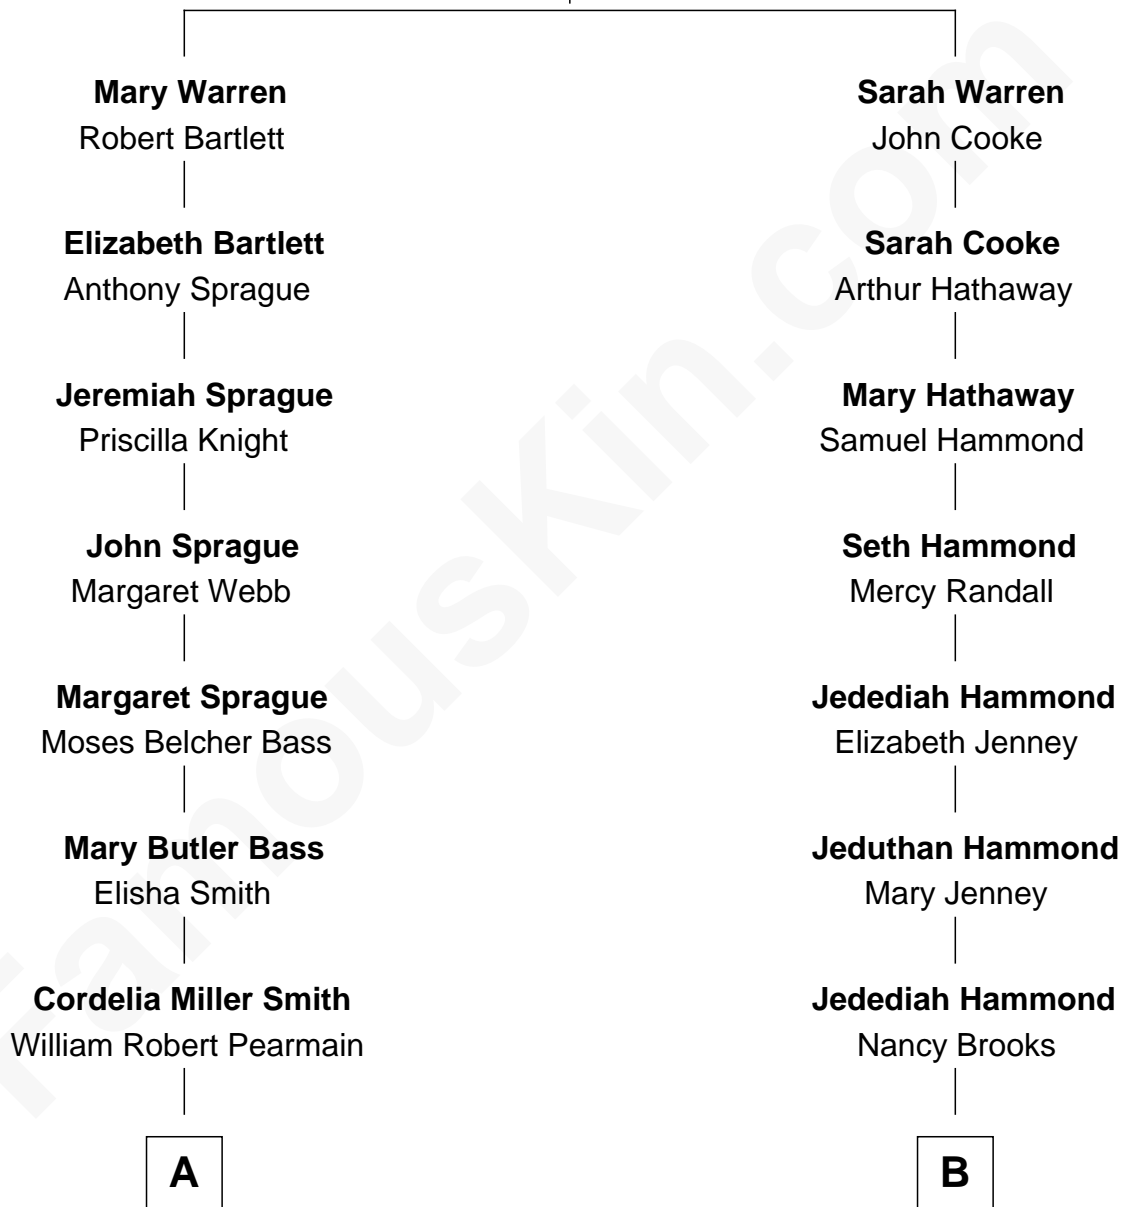 Mary Warren
Robert Bartlett
Elizabeth Bartlett
Anthony Sprague
Jeremiah Sprague
Priscilla Knight
John Sprague
Margaret Webb
Margaret Sprague
Moses Belcher Bass
Mary Butler Bass
Elisha Smith
Cordelia Miller Smith
William Robert Pearmain
A
Sarah Warren
John Cooke
Sarah Cooke
Arthur Hathaway
Mary Hathaway
Samuel Hammond
Seth Hammond
Mercy Randall
Jedediah Hammond
Elizabeth Jenney
Jeduthan Hammond
Mary Jenney
Jedediah Hammond
Nancy Brooks
B
FamousKin.com